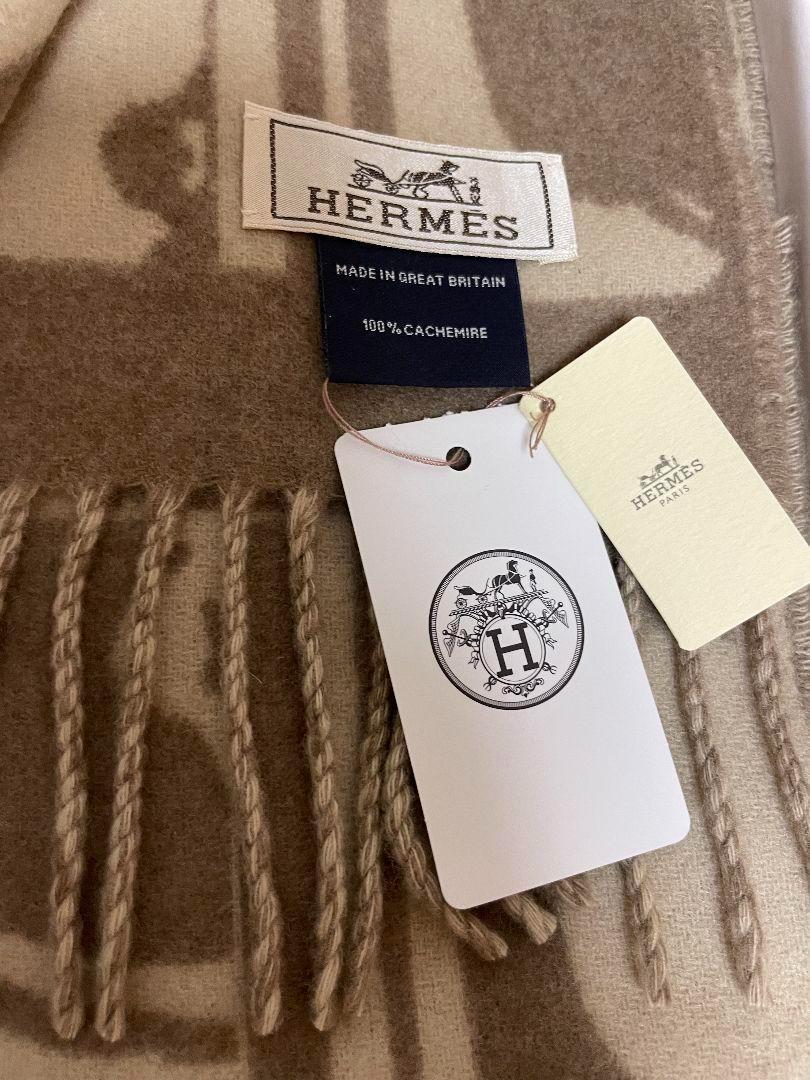 HERMÈS
MADE IN GREAT BRITAIN
100% CACHEMIRE
HERMÈS
PARIS
H